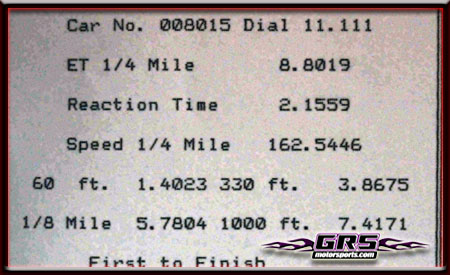 Car No. 008015 Dial 11.111
ET 1/4 Mile 8.8019
Reaction Time 2.1559
Speed 1/4 Mile 162.5446
60 ft. 1.4023 330 ft. 3.8675
1/8 Mile 5.7804 1000 ft. 7.4171
First to Finish
GRS
motorsports.com